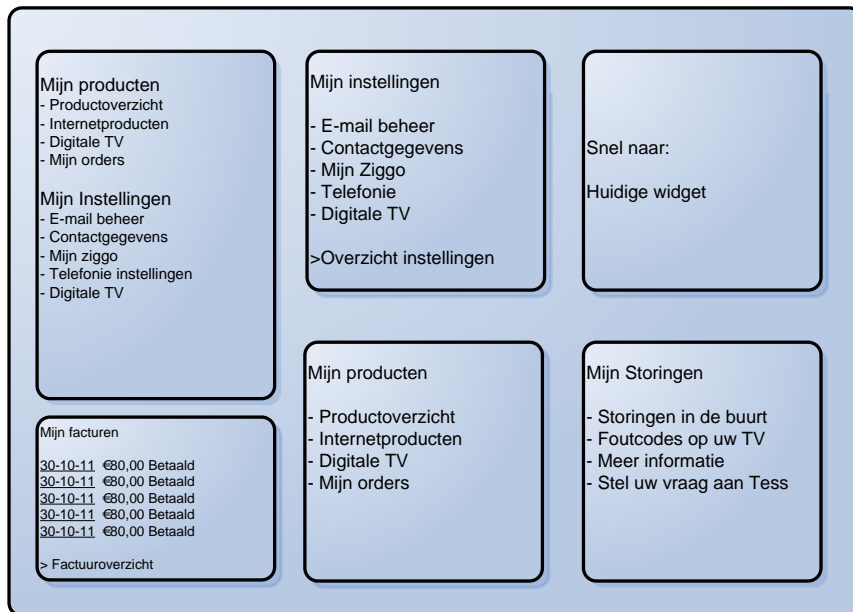 Mijn producten
- Productoverzicht
- Internetproducten
- Digitale TV
- Mijn orders
Mijn Instellingen
- E-mail beheer
- Contactgegevens
- Mijn ziggo
- Telefonie instellingen
- Digitale TV
Mijn facturen
30-10-11 €80,00 Betaald
30-10-11 €80,00 Betaald
30-10-11 €80,00 Betaald
30-10-11 €80,00 Betaald
30-10-11 €80,00 Betaald
> Factuuroverzicht
Mijn instellingen
- E-mail beheer
- Contactgegevens
- Mijn Ziggo
- Telefonie
- Digitale TV
>Overzicht instellingen
Mijn producten
- Productoverzicht
- Internetproducten
- Digitale TV
- Mijn orders
Snel naar:
Huidige widget
Mijn Storingen
- Storingen in de buurt
- Foutcodes op uw TV
- Meer informatie
- Stel uw vraag aan Tess